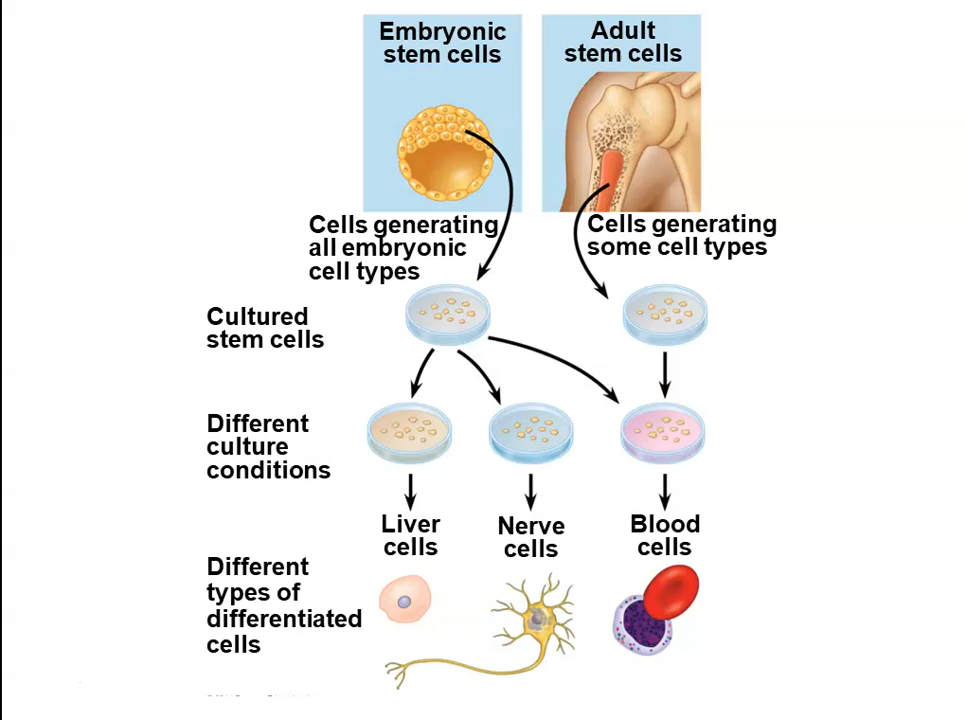 Embryonic
stem cells
Adult
stem cells
Cells generating
all embryonic
cell types
Cells generating
some cell types
Cultured
stem cells
Different
culture
conditions
Liver
cells
Nerve
cells
Blood
cells
Different
types of
differentiated
cells